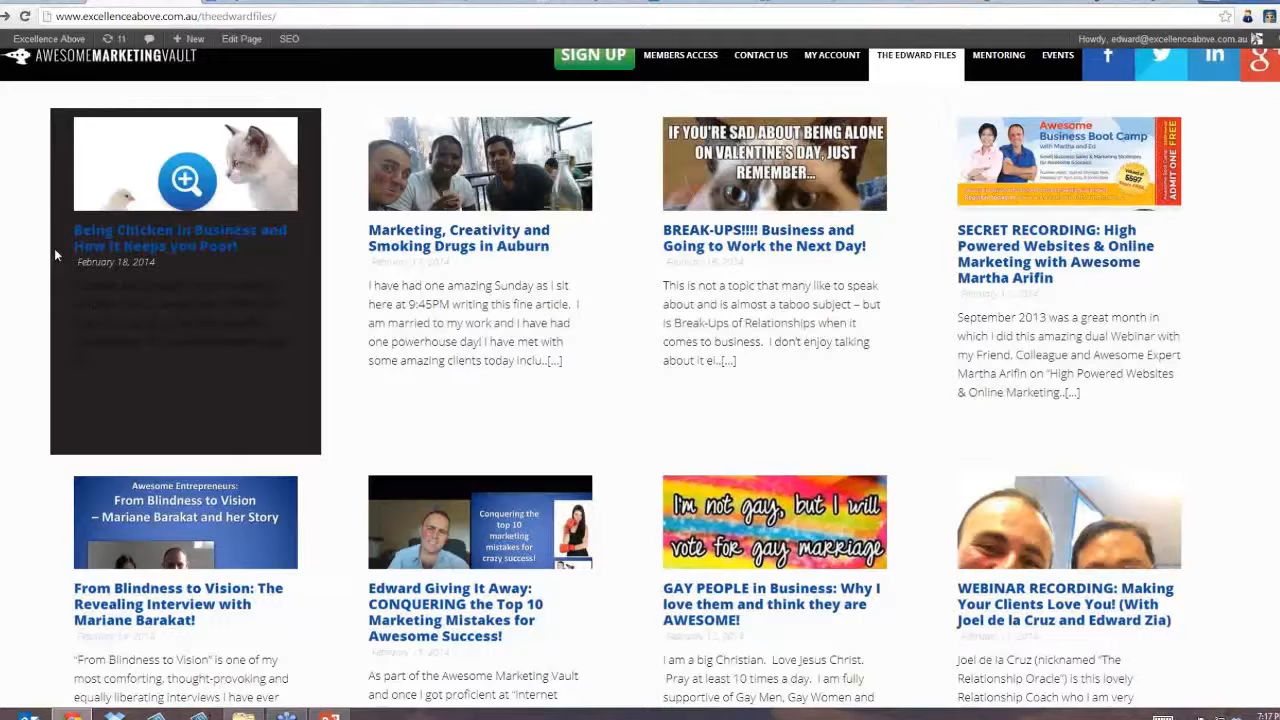 www.excellenceabove.com.au/theedwardfiles/
Excellence Above 11 New Edit Page SEO Howdy, edward@excellenceabove.com.au
AWESOMEMARKETINGVAULT SIGN UP MEMBERS ACCESS CONTACT US MY ACCOUNT THE EDWARD FILES MENTORING EVENTS f in g
Being Chicken in Business and
How it Keeps you Poor!
February 18, 2014
Marketing, Creativity and
Smoking Drugs in Auburn
I have had one amazing Sunday as I sit
here at 9:45PM writing this fine article. I
am married to my work and I have had
one powerhouse day! I have met with
some amazing clients today inclu..[...]
IF YOU'RE SAD ABOUT BEING ALONE
ON VALENTINE'S DAY, JUST
REMEMBER...
BREAK-UPS!!!! Business and
Going to Work the Next Day!
This is not a topic that many like to speak
about and is almost a taboo subject – but
is Break-Ups of Relationships when it
comes to business. I don't enjoy talking
about it ei..[...]
Awesome
Business Boot Camp
with Martha and Ed
Small Business Sales & Marketing Strategies
for Awesome Success!
$597
ADMIT ONE FREE
SECRET RECORDING: High
Powered Websites & Online
Marketing with Awesome
Martha Arifin
September 2013 was a great month in
which I did this amazing dual Webinar with
my Friend, Colleague and Awesome Expert
Martha Arifin on "High Powered Websites
& Online Marketing..[...]
Awesome Entrepreneurs:
From Blindness to Vision
– Mariane Barakat and her Story
From Blindness to Vision: The
Revealing Interview with
Mariane Barakat!
"From Blindness to Vision" is one of my
most comforting, thought-provoking and
equally liberating interviews I have ever
Conquering the
top 10
marketing
mistakes for
crazy success!
Edward Giving It Away:
CONQUERING the Top 10
Marketing Mistakes for
Awesome Success!
As part of the Awesome Marketing Vault
and once I got proficient at "Internet
I'm not gay, but I will
vote for gay marriage
GAY PEOPLE in Business: Why I
love them and think they are
AWESOME!
I am a big Christian. Love Jesus Christ.
Pray at least 10 times a day. I am fully
supportive of Gay Men, Gay Women and
WEBINAR RECORDING: Making
Your Clients Love You! (With
Joel de la Cruz and Edward Zia)
Joel de la Cruz (nicknamed "The
Relationship Oracle") is this lovely
Relationship Coach who I am very